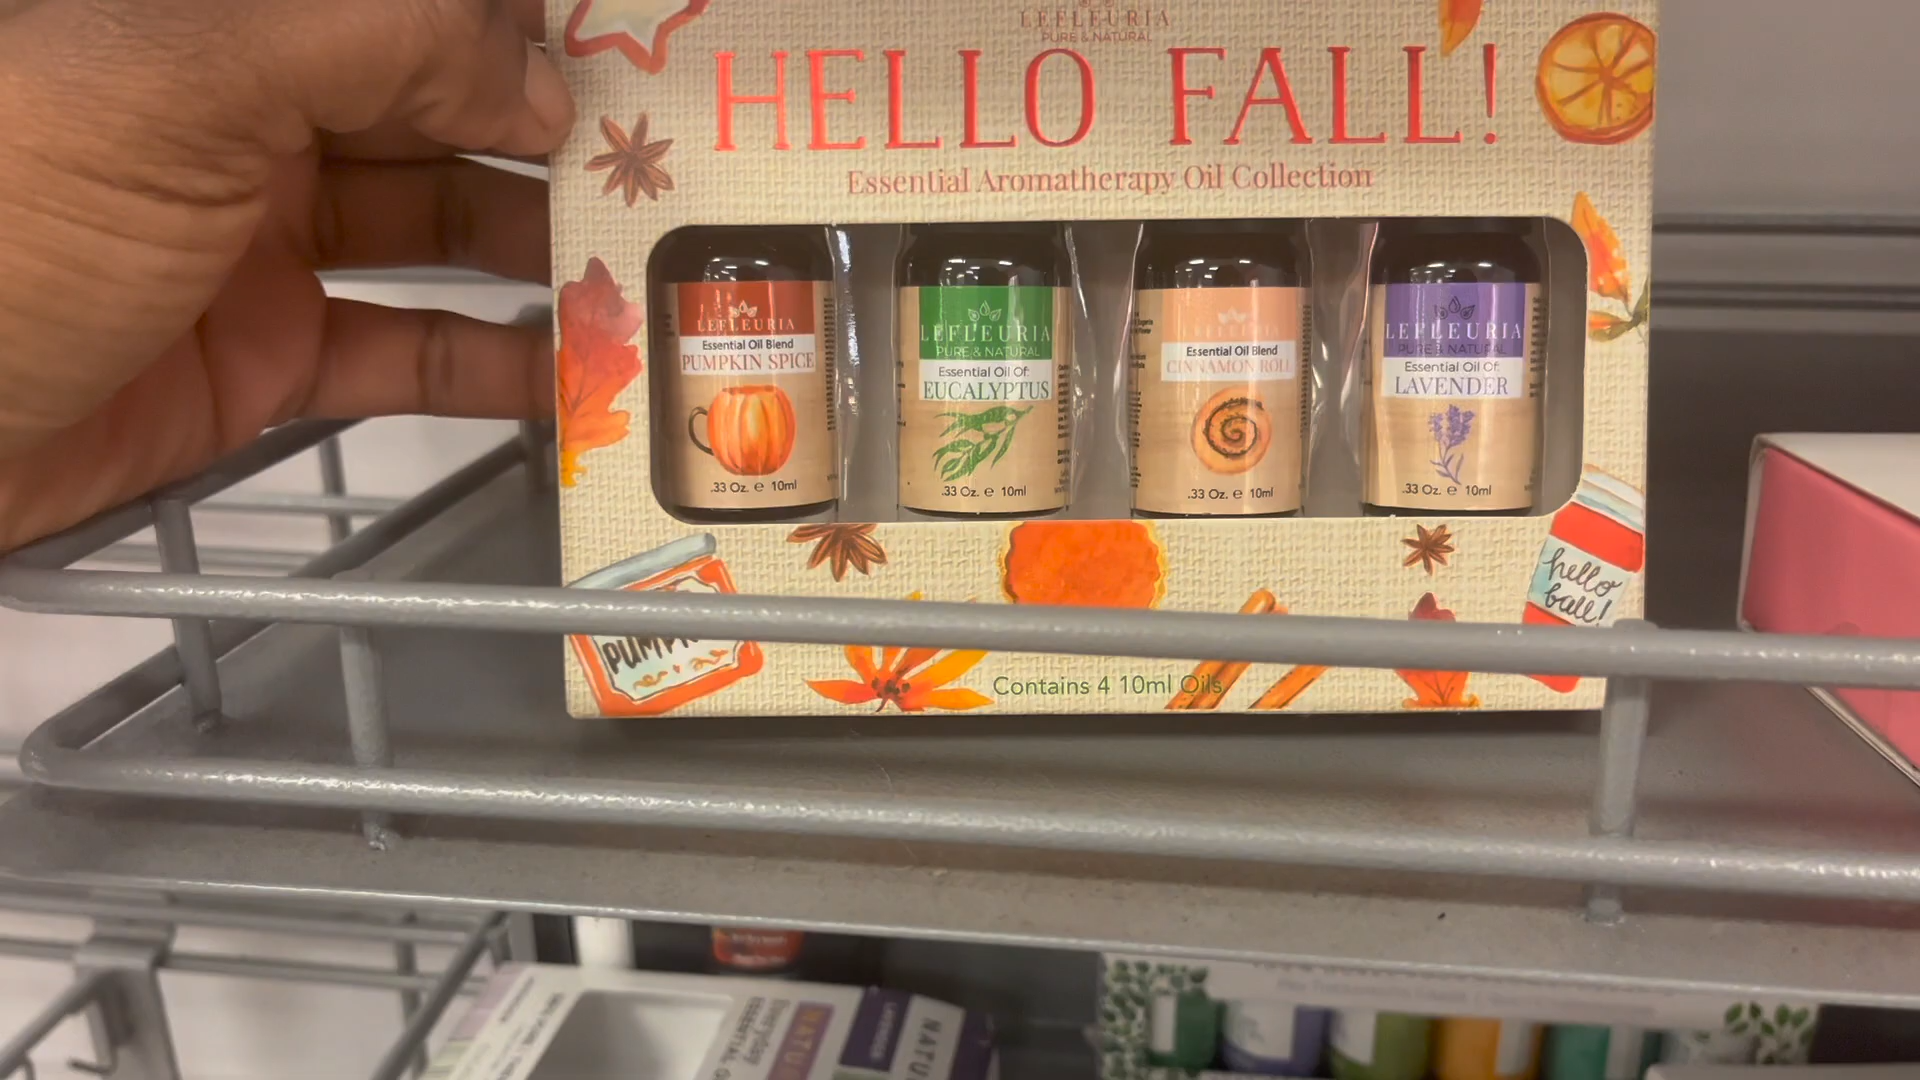 LEFLEURIA
PURE & NATURAL
HELLO FALL!
Essential Aromatherapy Oil Collection
LEFLEURIA
Essential Oil Blend
PUMPKIN SPICE
.33 Oz. e 10ml
LEFLEURIA
PURE & NATURAL
Essential Oil Of:
EUCALYPTUS
.33 Oz. e 10ml
LEFLEURIA
Essential Oil Blend
CINNAMON ROLL
.33 Oz. e 10ml
LEFLEURIA
PURE & NATURAL
Essential Oil Of:
LAVENDER
.33 Oz. e 10ml
hello
fall!
Contains 4 10ml Oils
LAVENDER